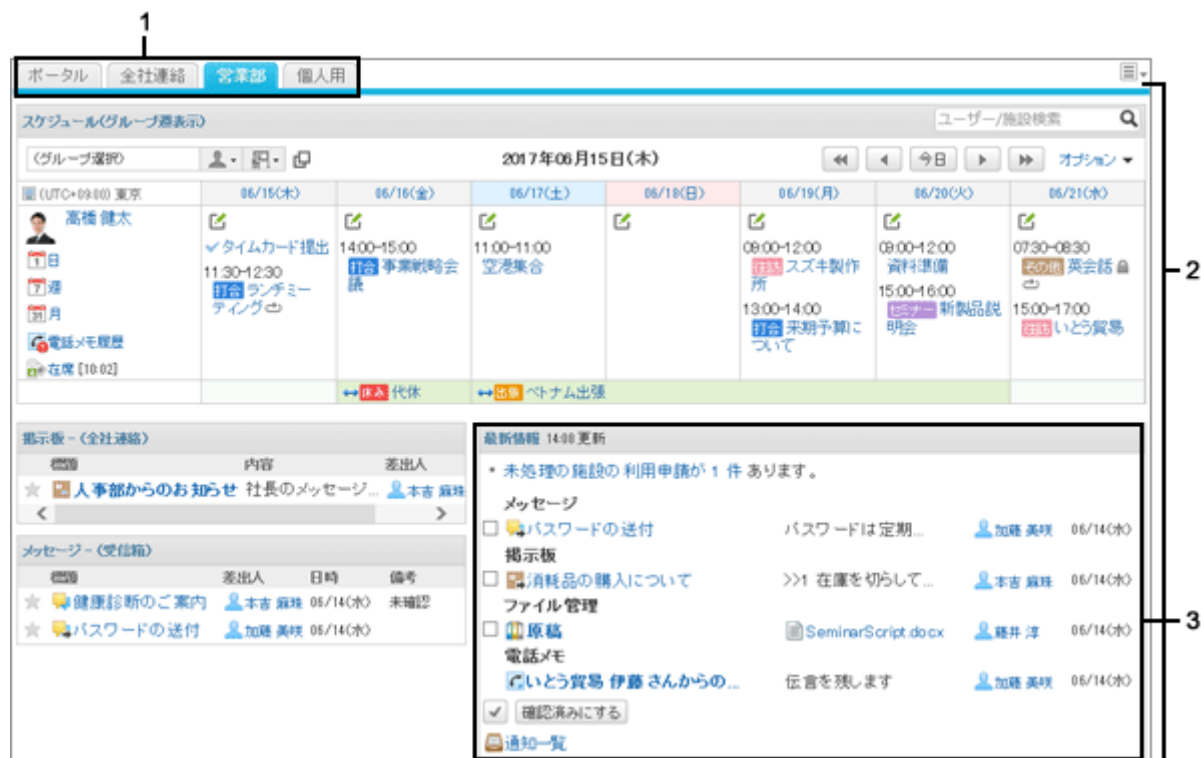 1
ポータル 全社連絡 営業部 個人用
スケジュール(グループ週表示) ユーザー/施設検索
(グループ選択) 2017年06月15日(木) 今日 オプション
(UTC+09:00) 東京 06/15(木) 06/16(金) 06/17(土) 06/18(日) 06/19(月) 06/20(火) 06/21(水)
高橋 健太
1日
7週
31月
電話メモ履歴
在席 [10:02]
タイムカード提出
11:30-12:30
打合 ランチミー
ティング
14:00-15:00
打合 事業戦略会
議
11:00-11:00
空港集合
09:00-12:00
往訪 スズキ製作
所
13:00-14:00
打合 来期予算に
ついて
09:00-12:00
資料準備
15:00-16:00
セミナー 新製品説
明会
07:30-08:30
その他 英会話
15:00-17:00
往訪 いとう貿易
休み 代休 出張 ベトナム出張
2
掲示板 - (全社連絡)
標題 内容 差出人
人事部からのお知らせ 社長のメッセージ... 本吉 麻珠
メッセージ - (受信箱)
標題 差出人 日時 備考
健康診断のご案内 本吉 麻珠 06/14(水) 未確認
パスワードの送付 加藤 美咲 06/14(水)
最新情報 14:08 更新
・ 未処理の施設の利用申請が 1 件 あります。
メッセージ
パスワードの送付 パスワードは定期... 加藤 美咲 06/14(水)
掲示板
消耗品の購入について >>1 在庫を切らして... 本吉 麻珠 06/14(水)
ファイル管理
原稿 SeminarScript.docx 藤井 淳 06/14(水)
電話メモ
いとう貿易 伊藤 さんからの... 伝言を残します 加藤 美咲 06/14(水)
確認済みにする
通知一覧
3